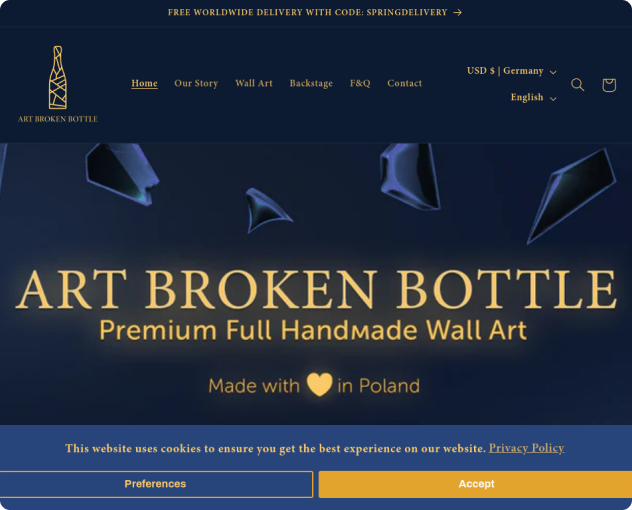 FREE WORLDWIDE DELIVERY WITH CODE: SPRINGDELIVERY →
ART BROKEN BOTTLE
Home Our Story Wall Art Backstage F&Q Contact
USD $ | Germany
English
ART BROKEN BOTTLE
Premium Full Handmade Wall Art
Made with 💛 in Poland
This website uses cookies to ensure you get the best experience on our website. Privacy Policy
Preferences Accept